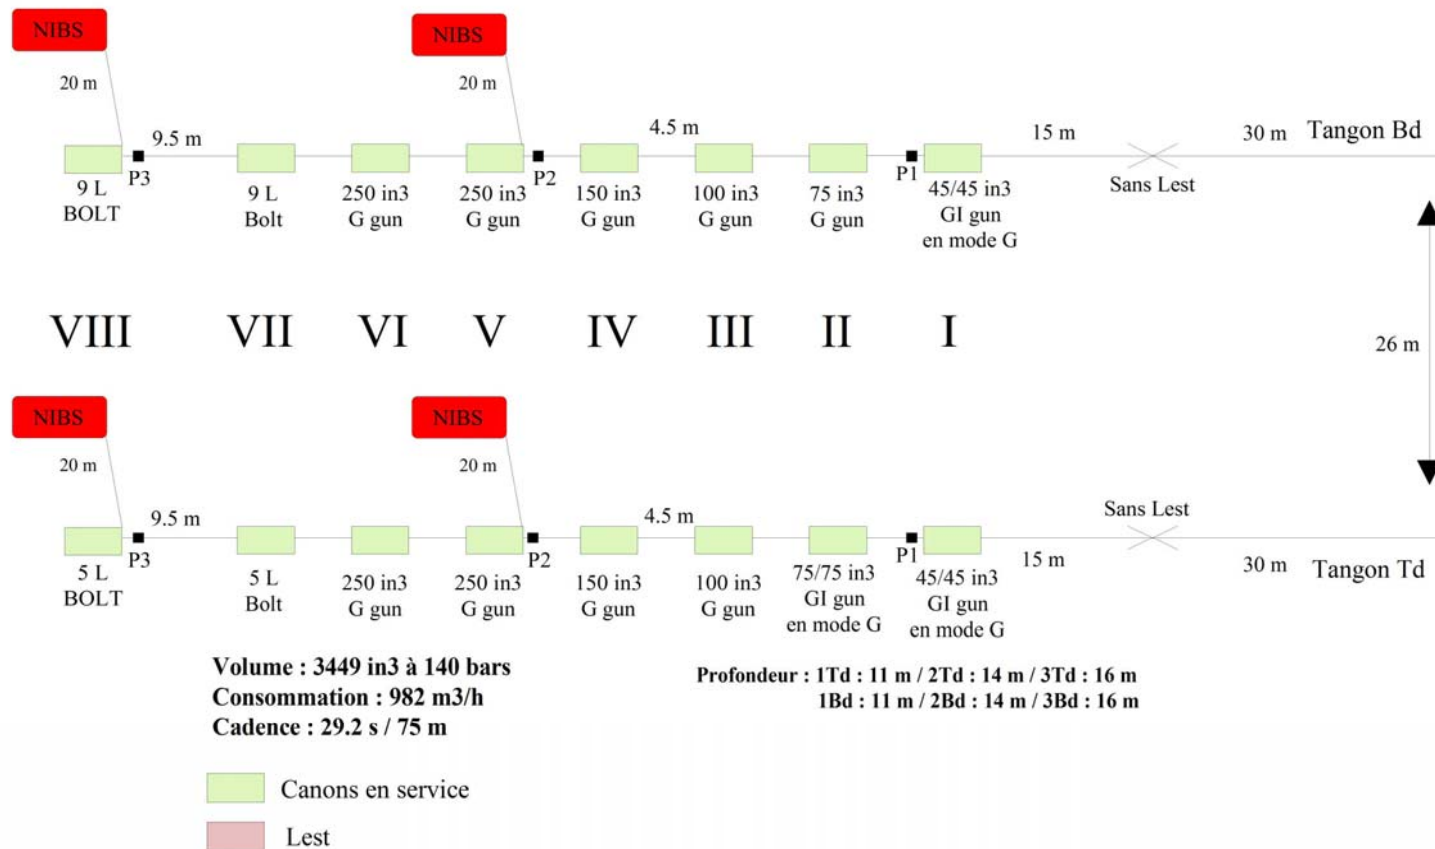 NIBS
NIBS
20 m
20 m
9.5 m
4.5 m
15 m
30 m
Tangon Bd
P3
P2
P1
Sans Lest
9 L
BOLT
9 L
Bolt
250 in3
G gun
250 in3
G gun
150 in3
G gun
100 in3
G gun
75 in3
G gun
45/45 in3
GI gun
en mode G
VIII
VII
VI
V
IV
III
II
I
26 m
NIBS
NIBS
20 m
20 m
9.5 m
4.5 m
Sans Lest
15 m
30 m
Tangon Td
P3
P2
P1
5 L
BOLT
5 L
Bolt
250 in3
G gun
250 in3
G gun
150 in3
G gun
100 in3
G gun
75/75 in3
GI gun
en mode G
45/45 in3
GI gun
en mode G
Volume : 3449 in3 à 140 bars
Consommation : 982 m3/h
Cadence : 29.2 s / 75 m
Profondeur : 1Td : 11 m / 2Td : 14 m / 3Td : 16 m
1Bd : 11 m / 2Bd : 14 m / 3Bd : 16 m
Canons en service
Lest